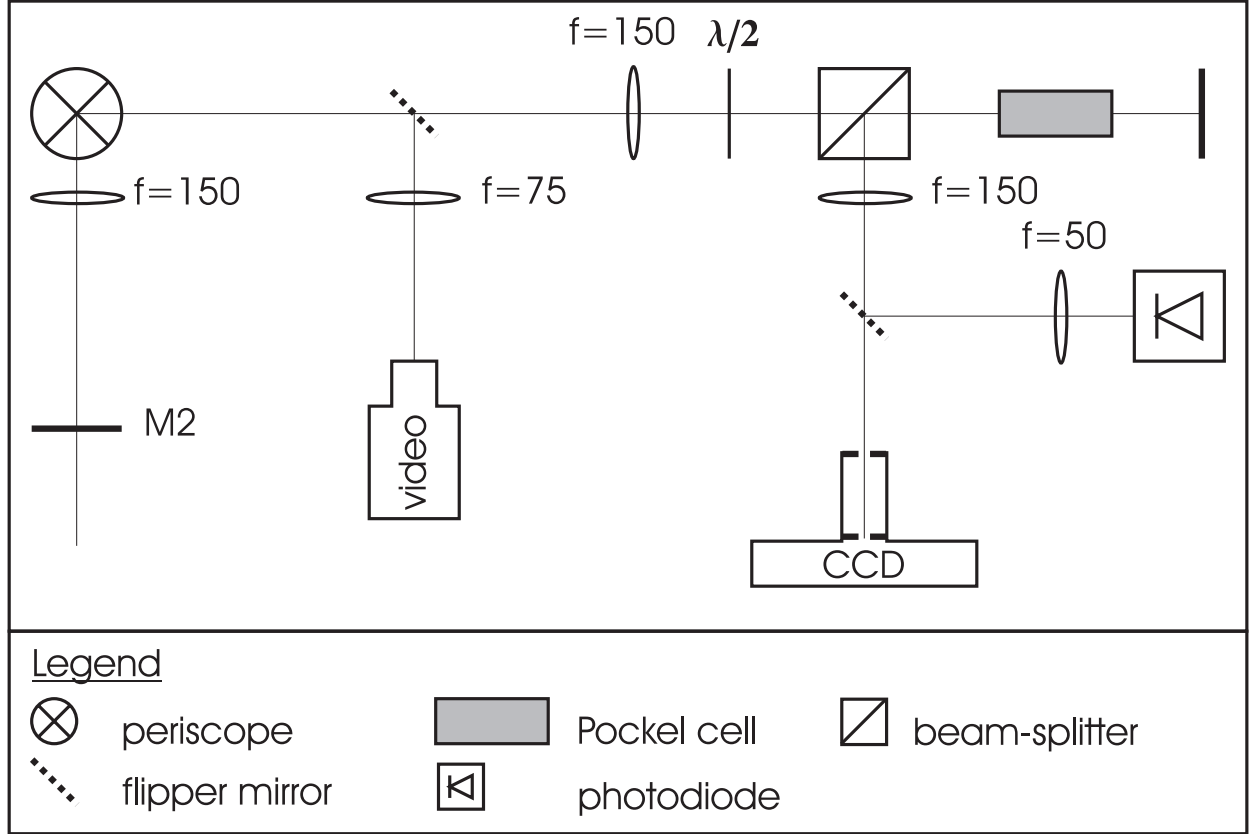 f=150 λ/2
f=150
f=75
f=150
f=50
M2
video
CCD
Legend
periscope
Pockel cell
beam-splitter
flipper mirror
photodiode